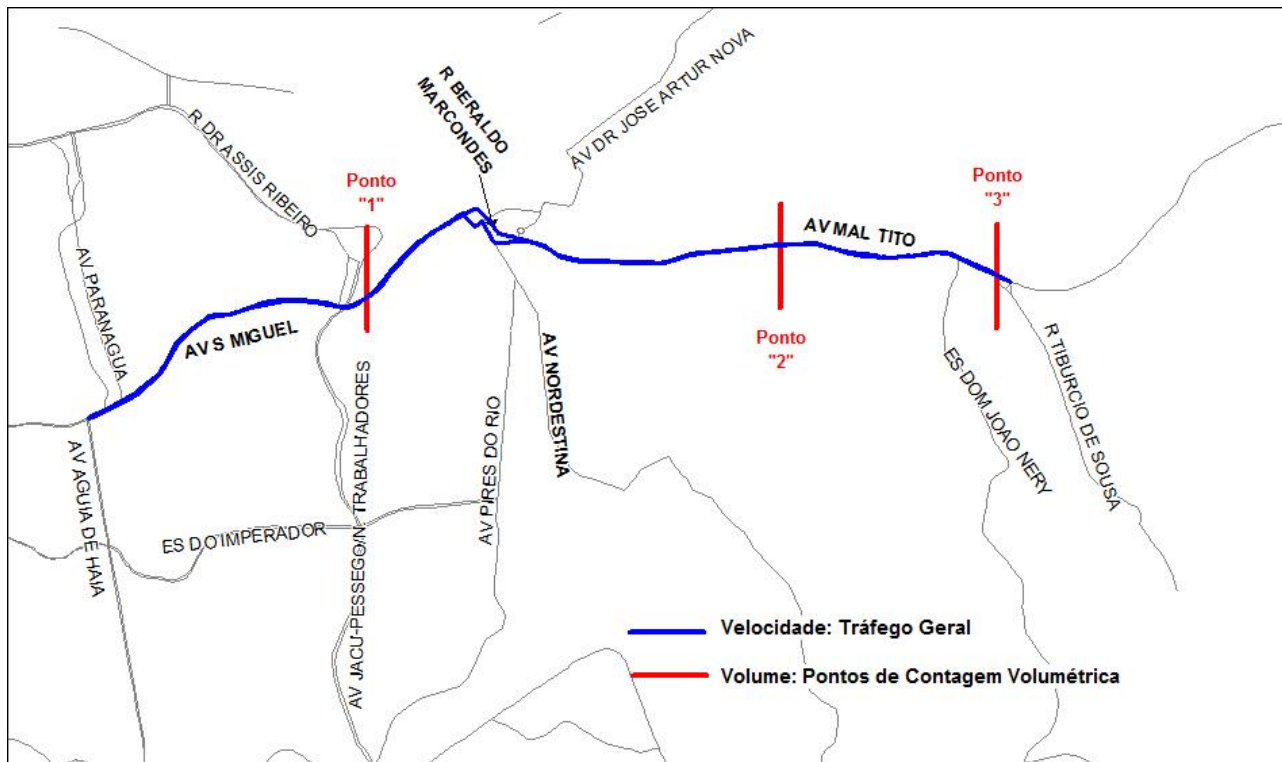 R BERALDO
MARCONDES
AV DR JOSE ARTUR NOVA
R DR ASSIS RIBEIRO
Ponto
"1"
Ponto
"3"
AV MAL TITO
AV PARANAGUA
AV S MIGUEL
Ponto
"2"
AV NORDESTINA
AV PIRES DO RIO
AV JACU-PESSEGO/N. TRABALHADORES
ES DOM JOAO NERY
R TIBURCIO DE SOUSA
AV AGUIA DE HAIA
ES DO IMPERADOR
Velocidade: Tráfego Geral
Volume: Pontos de Contagem Volumétrica